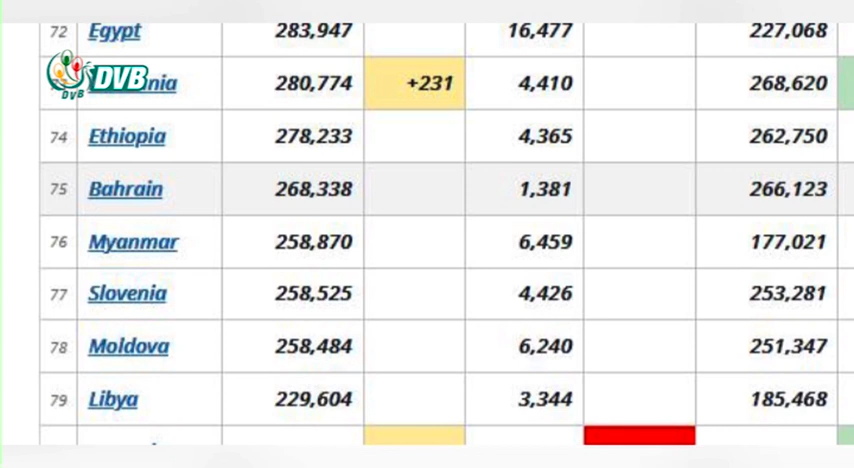 72 Egypt 283,947 16,477 227,068
DVB
DVB
nia 280,774 +231 4,410 268,620
74 Ethiopia 278,233 4,365 262,750
75 Bahrain 268,338 1,381 266,123
76 Myanmar 258,870 6,459 177,021
77 Slovenia 258,525 4,426 253,281
78 Moldova 258,484 6,240 251,347
79 Libya 229,604 3,344 185,468